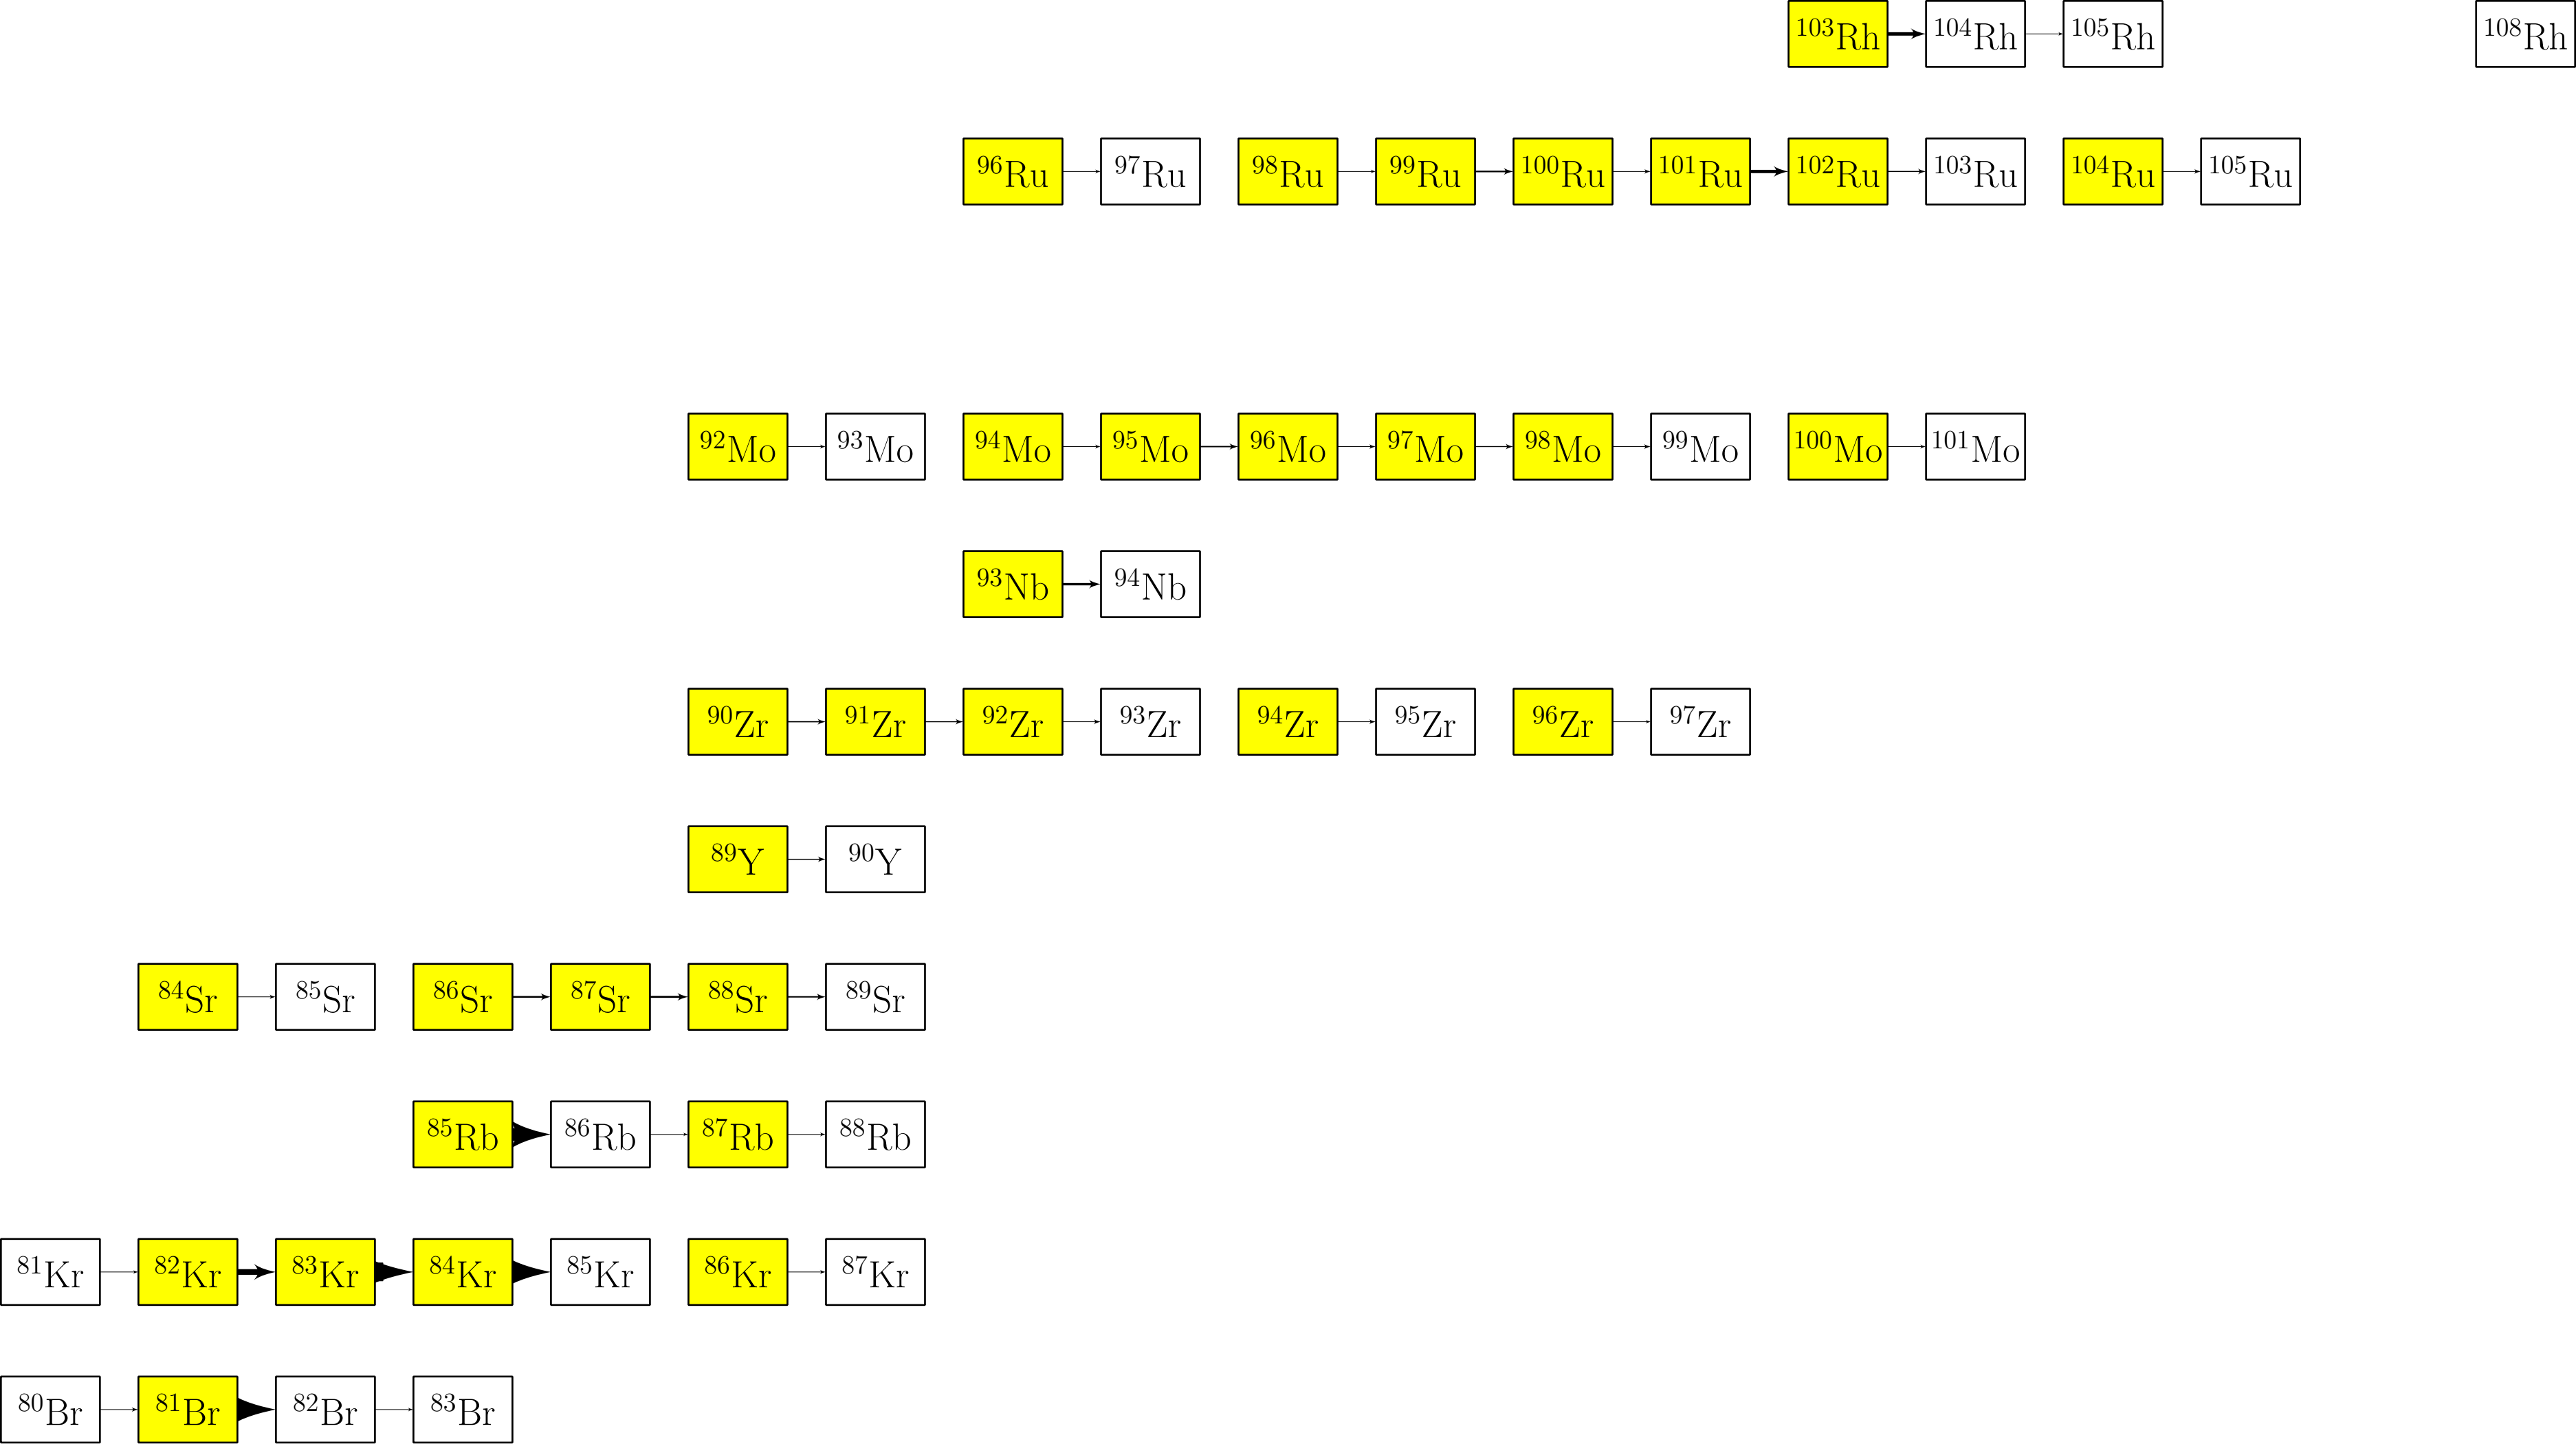 ¹⁰³Rh ¹⁰⁴Rh ¹⁰⁵Rh ¹⁰⁸Rh
⁹⁶Ru ⁹⁷Ru ⁹⁸Ru ⁹⁹Ru ¹⁰⁰Ru ¹⁰¹Ru ¹⁰²Ru ¹⁰³Ru ¹⁰⁴Ru ¹⁰⁵Ru
⁹²Mo ⁹³Mo ⁹⁴Mo ⁹⁵Mo ⁹⁶Mo ⁹⁷Mo ⁹⁸Mo ⁹⁹Mo ¹⁰⁰Mo ¹⁰¹Mo
⁹³Nb ⁹⁴Nb
⁹⁰Zr ⁹¹Zr ⁹²Zr ⁹³Zr ⁹⁴Zr ⁹⁵Zr ⁹⁶Zr ⁹⁷Zr
⁸⁹Y ⁹⁰Y
⁸⁴Sr ⁸⁵Sr ⁸⁶Sr ⁸⁷Sr ⁸⁸Sr ⁸⁹Sr
⁸⁵Rb ⁸⁶Rb ⁸⁷Rb ⁸⁸Rb
⁸¹Kr ⁸²Kr ⁸³Kr ⁸⁴Kr ⁸⁵Kr ⁸⁶Kr ⁸⁷Kr
⁸⁰Br ⁸¹Br ⁸²Br ⁸³Br